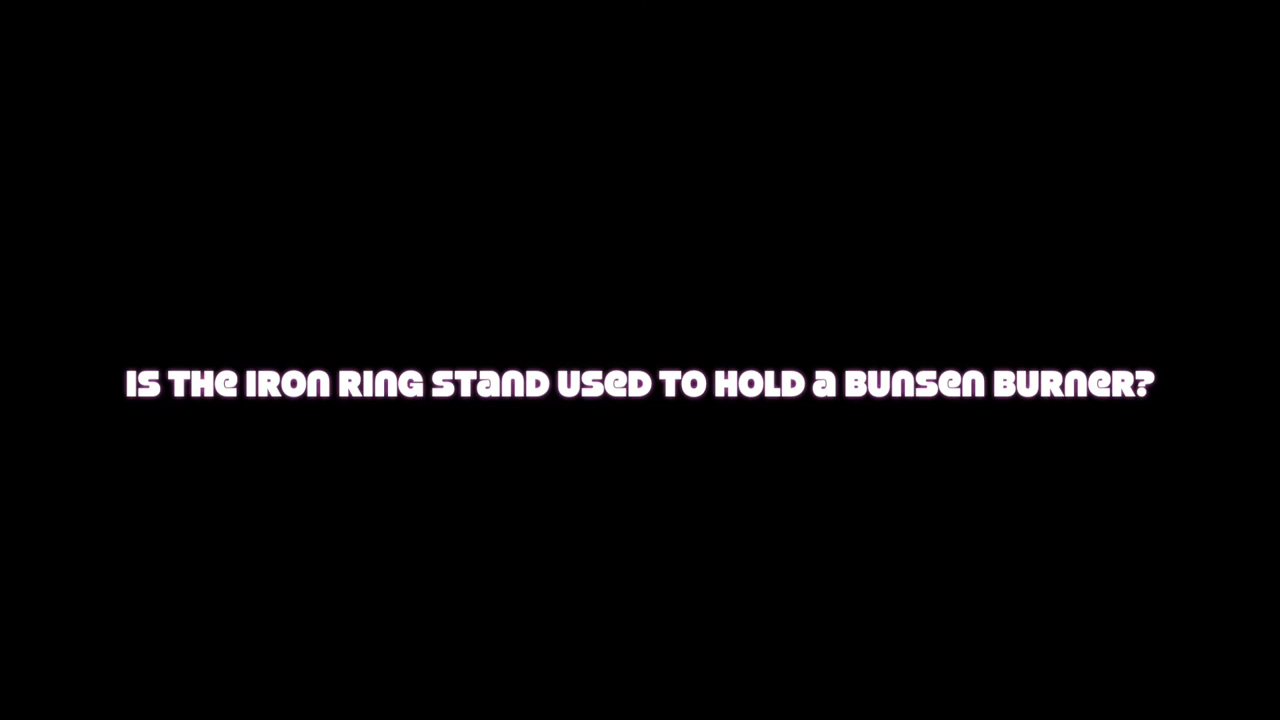 Is the iron ring stand used to hold a Bunsen burner?